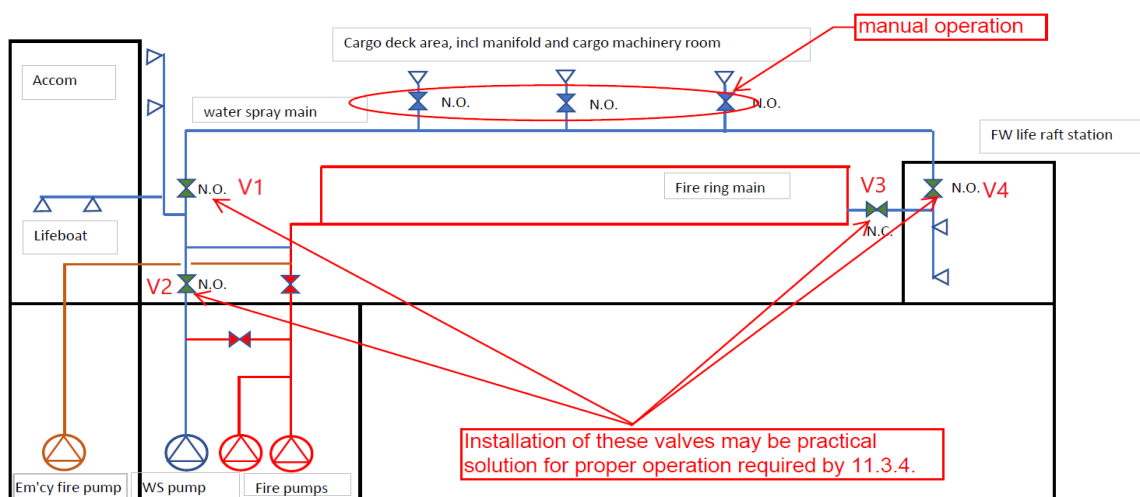 manual operation
Cargo deck area, incl manifold and cargo machinery room
Accom
N.O.
N.O.
N.O.
water spray main
FW life raft station
N.O. V1
Fire ring main
V3
N.O. V4
Lifeboat
N.C.
V2 N.O.
Installation of these valves may be practical
solution for proper operation required by 11.3.4.
Em'cy fire pump
WS pump
Fire pumps